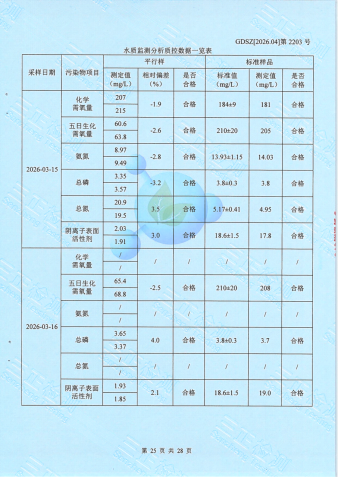 GDSZ[2026.04]第 2203 号
水质监测分析质控数据一览表
采样日期 污染物项目 平行样 标准样品
测定值（mg/L） 相对偏差（%） 是否合格 标准值（mg/L） 测定值（mg/L） 是否合格
2026-03-15
化学需氧量 207 215 -1.9 合格 184±9 181 合格
五日生化需氧量 60.6 63.8 -2.6 合格 210±20 205 合格
氨氮 8.97 9.49 -2.8 合格 13.93±1.15 14.03 合格
总磷 3.35 3.57 -3.2 合格 3.8±0.3 3.8 合格
总氮 20.9 19.5 3.5 合格 5.17±0.41 4.95 合格
阴离子表面活性剂 2.03 1.91 3.0 合格 18.6±1.5 17.8 合格
2026-03-16
化学需氧量 / / / / / / /
五日生化需氧量 65.4 68.8 -2.5 合格 210±20 208 合格
氨氮 / / / / / / /
总磷 3.65 3.37 4.0 合格 3.8±0.3 3.7 合格
总氮 / / / / / / /
阴离子表面活性剂 1.93 1.85 2.1 合格 18.6±1.5 19.0 合格
第 25 页 共 28 页